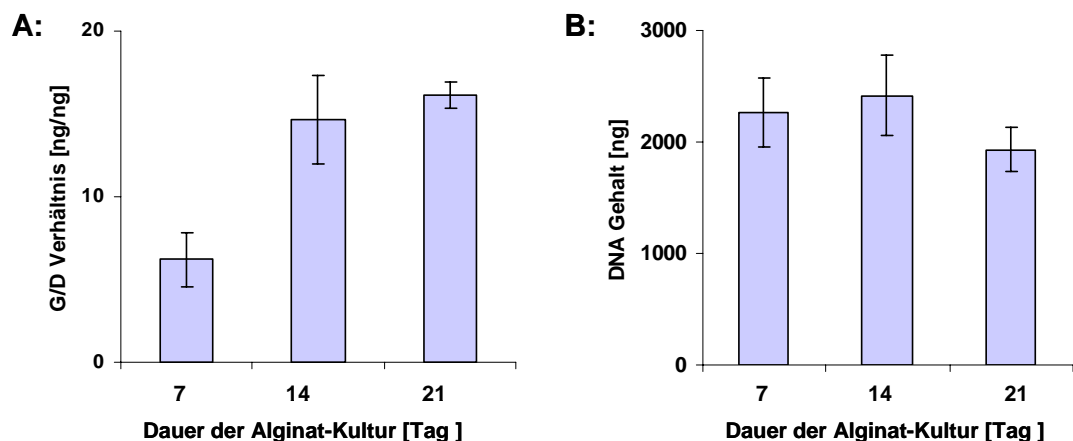 A:
20
10
0
G/D Verhältnis [ng/ng]
7 14 21
Dauer der Alginat-Kultur [Tag ]
B:
3000
2000
1000
0
DNA Gehalt [ng]
7 14 21
Dauer der Alginat-Kultur [Tag ]